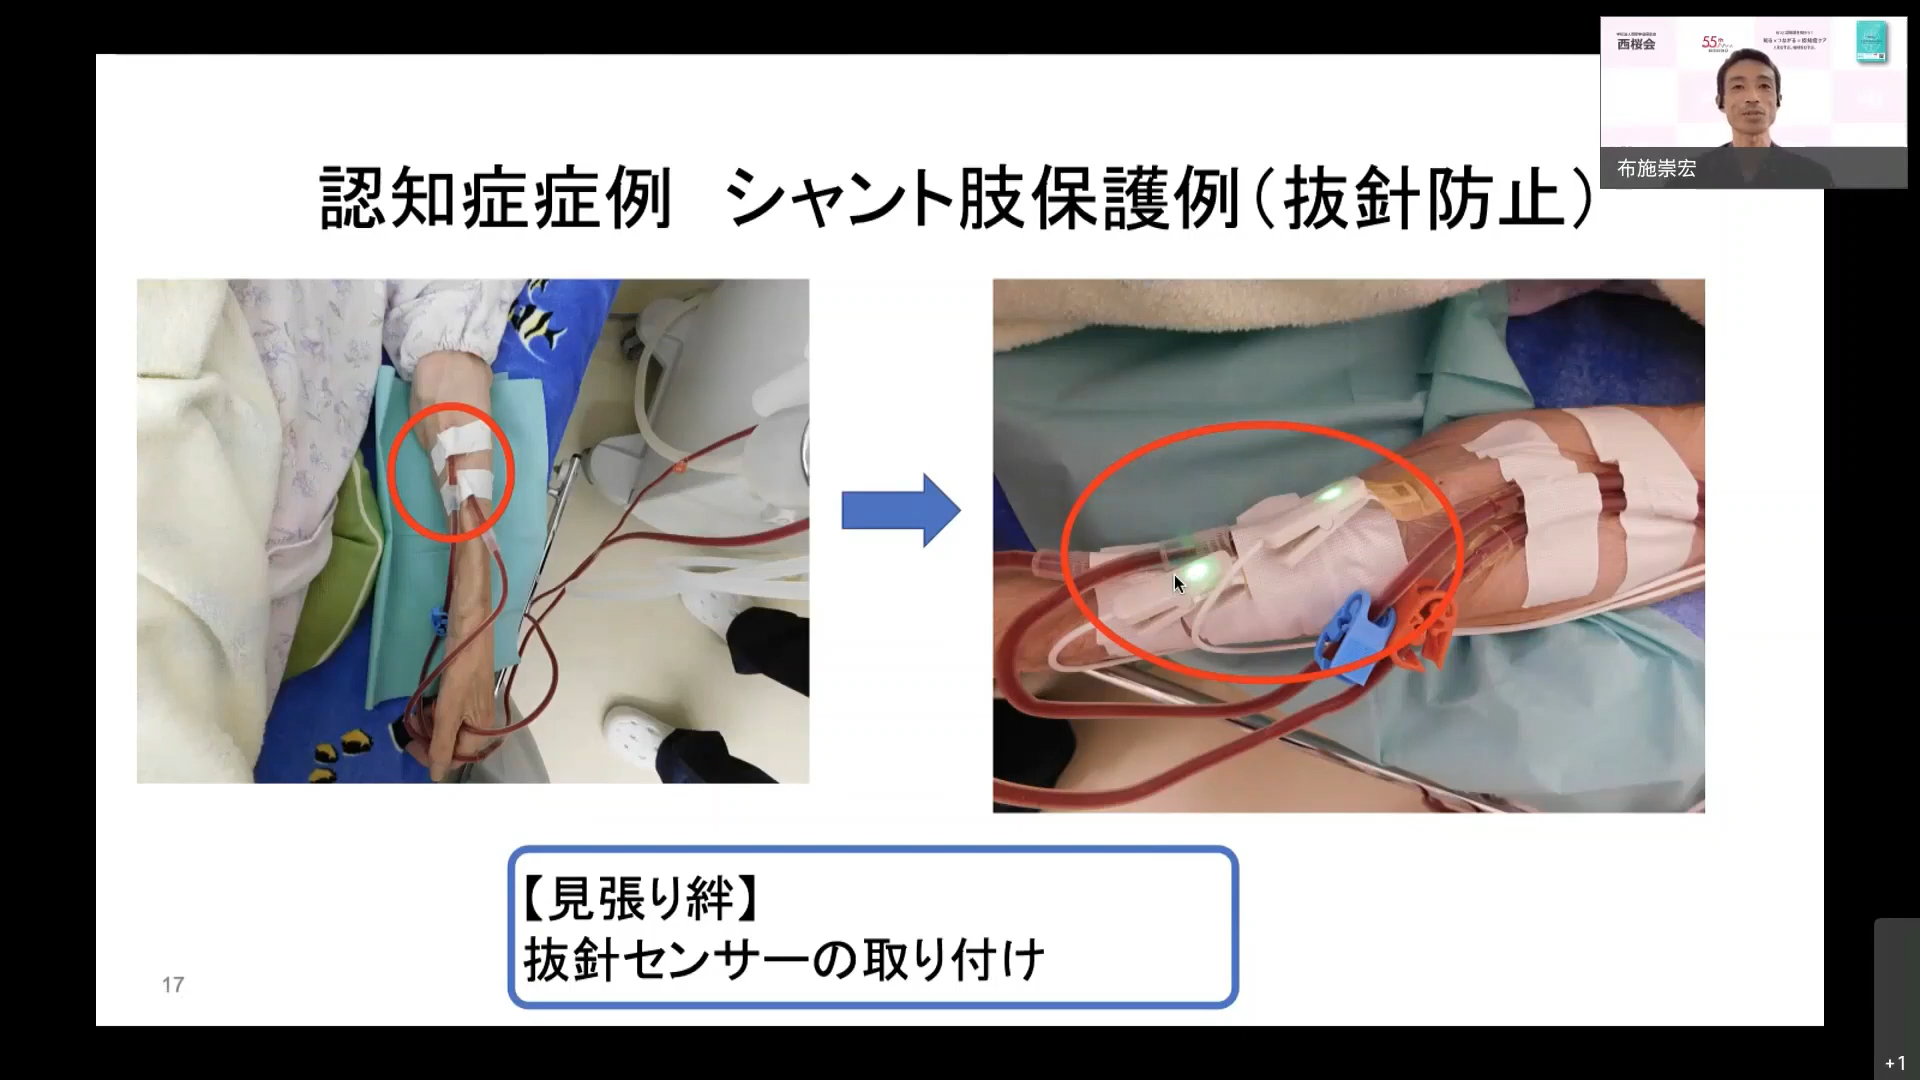 認知症症例　シャント肢保護例（抜針防止）
西桜会
55th
布施崇宏
【見張り絆】
抜針センサーの取り付け
17
+1